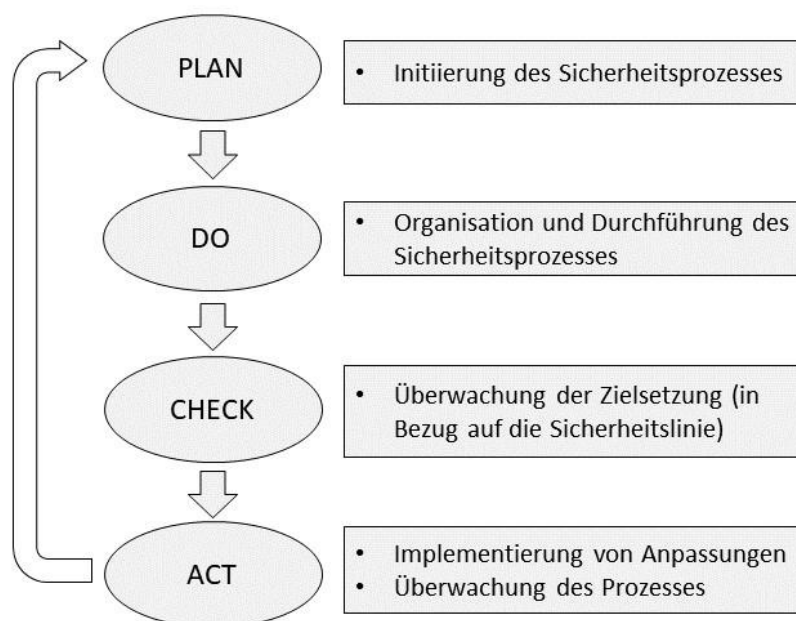 PLAN
• Initiierung des Sicherheitsprozesses
DO
• Organisation und Durchführung des
Sicherheitsprozesses
CHECK
• Überwachung der Zielsetzung (in
Bezug auf die Sicherheitslinie)
ACT
• Implementierung von Anpassungen
• Überwachung des Prozesses